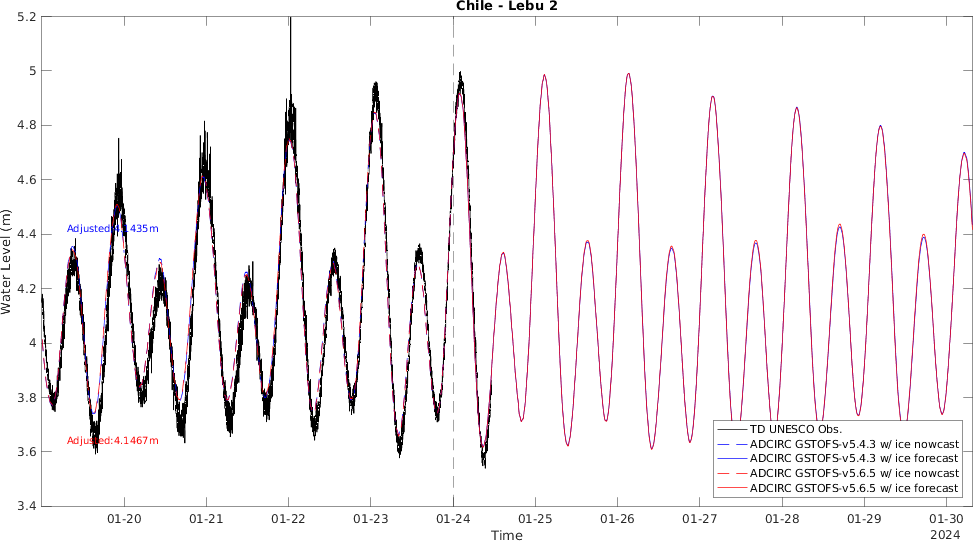 Chile - Lebu 2
5.2
5
4.8
4.6
4.4
4.2
4
3.8
3.6
3.4
Water Level (m)
Adjusted:4.1435m
Adjusted:4.1467m
TD UNESCO Obs.
ADCIRC GSTOFS-v5.4.3 w/ ice nowcast
ADCIRC GSTOFS-v5.4.3 w/ ice forecast
ADCIRC GSTOFS-v5.6.5 w/ ice nowcast
ADCIRC GSTOFS-v5.6.5 w/ ice forecast
01-20 01-21 01-22 01-23 01-24 01-25 01-26 01-27 01-28 01-29 01-30
Time
2024